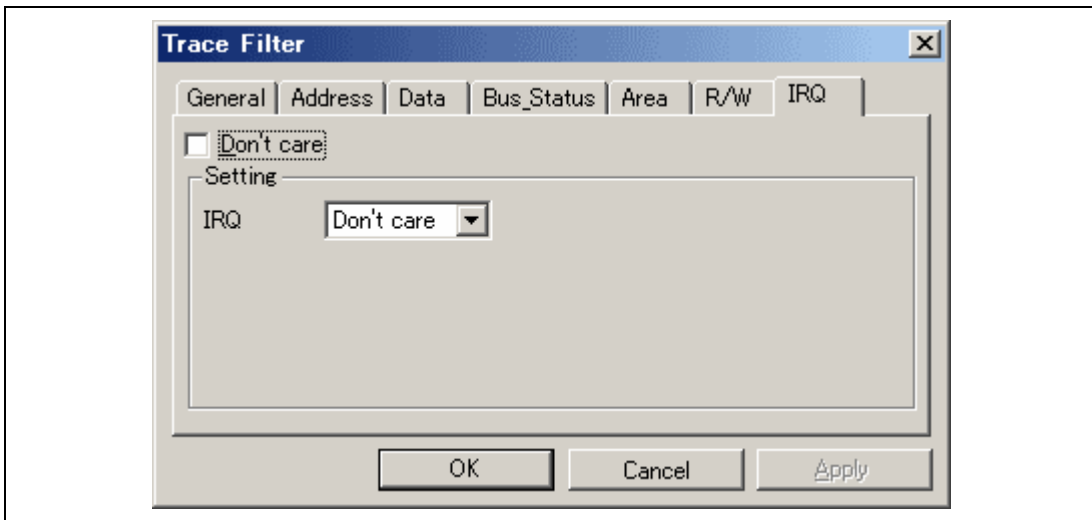 Trace Filter
General Address Data Bus_Status Area R/W IRQ
Don't care
Setting
IRQ Don't care
OK Cancel Apply